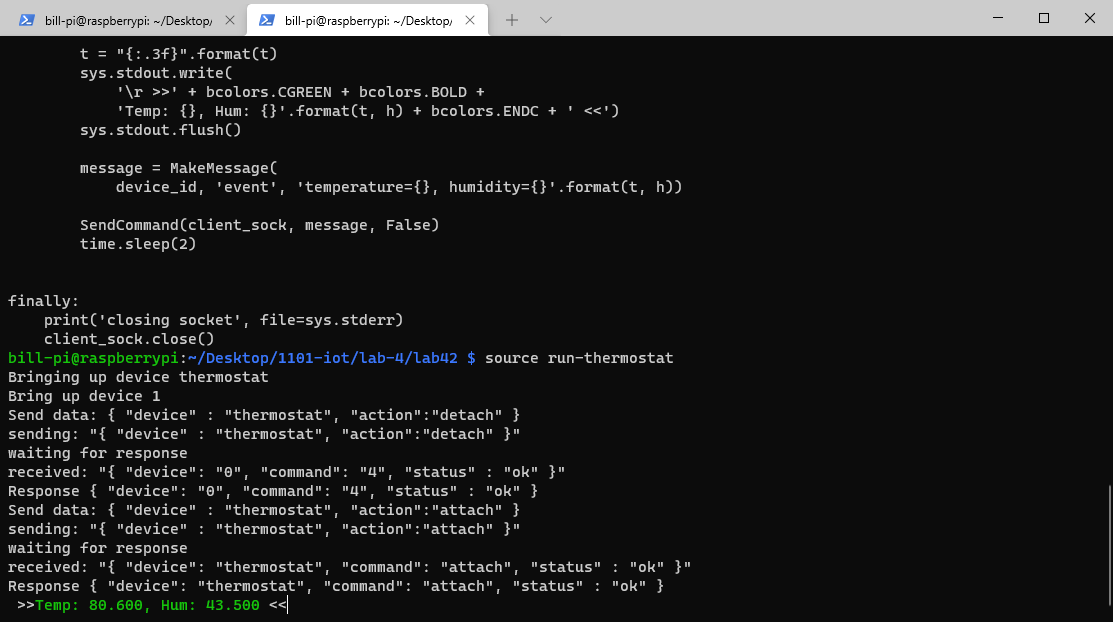 bill-pi@raspberrypi: ~/Desktop/
bill-pi@raspberrypi: ~/Desktop/
        t = "{:.3f}".format(t)
        sys.stdout.write(
            '\r >>' + bcolors.CGREEN + bcolors.BOLD +
            'Temp: {}, Hum: {}'.format(t, h) + bcolors.ENDC + ' <<')
        sys.stdout.flush()
        message = MakeMessage(
            device_id, 'event', 'temperature={}, humidity={}'.format(t, h))
        SendCommand(client_sock, message, False)
        time.sleep(2)
finally:
    print('closing socket', file=sys.stderr)
    client_sock.close()
bill-pi@raspberrypi:~/Desktop/1101-iot/lab-4/lab42 $ source run-thermostat
Bringing up device thermostat
Bring up device 1
Send data: { "device" : "thermostat", "action":"detach" }
sending: "{ "device" : "thermostat", "action":"detach" }"
waiting for response
received: "{ "device": "0", "command": "4", "status" : "ok" }"
Response { "device": "0", "command": "4", "status" : "ok" }
Send data: { "device" : "thermostat", "action":"attach" }
sending: "{ "device" : "thermostat", "action":"attach" }"
waiting for response
received: "{ "device": "thermostat", "command": "attach", "status" : "ok" }"
Response { "device": "thermostat", "command": "attach", "status" : "ok" }
 >>Temp: 80.600, Hum: 43.500 <<